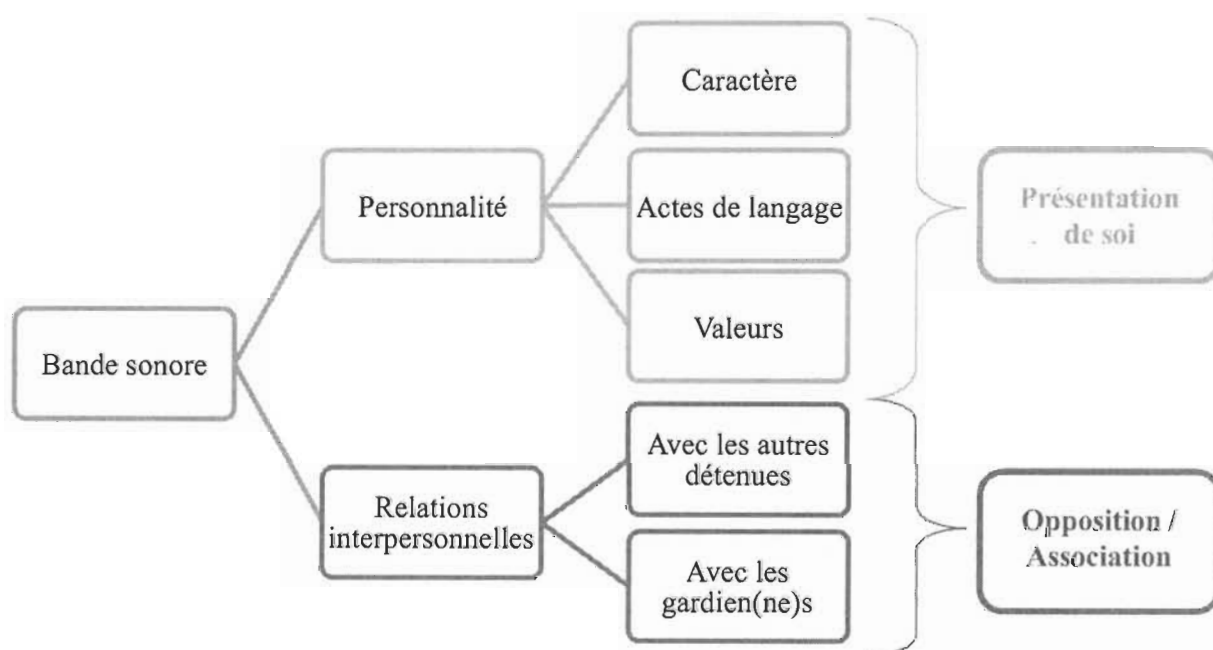 Caractère
Personnalité
Actes de langage
Présentation
de soi
Valeurs
Bande sonore
Avec les autres
détenues
Relations
interpersonnelles
Opposition /
Association
Avec les
gardien(ne)s